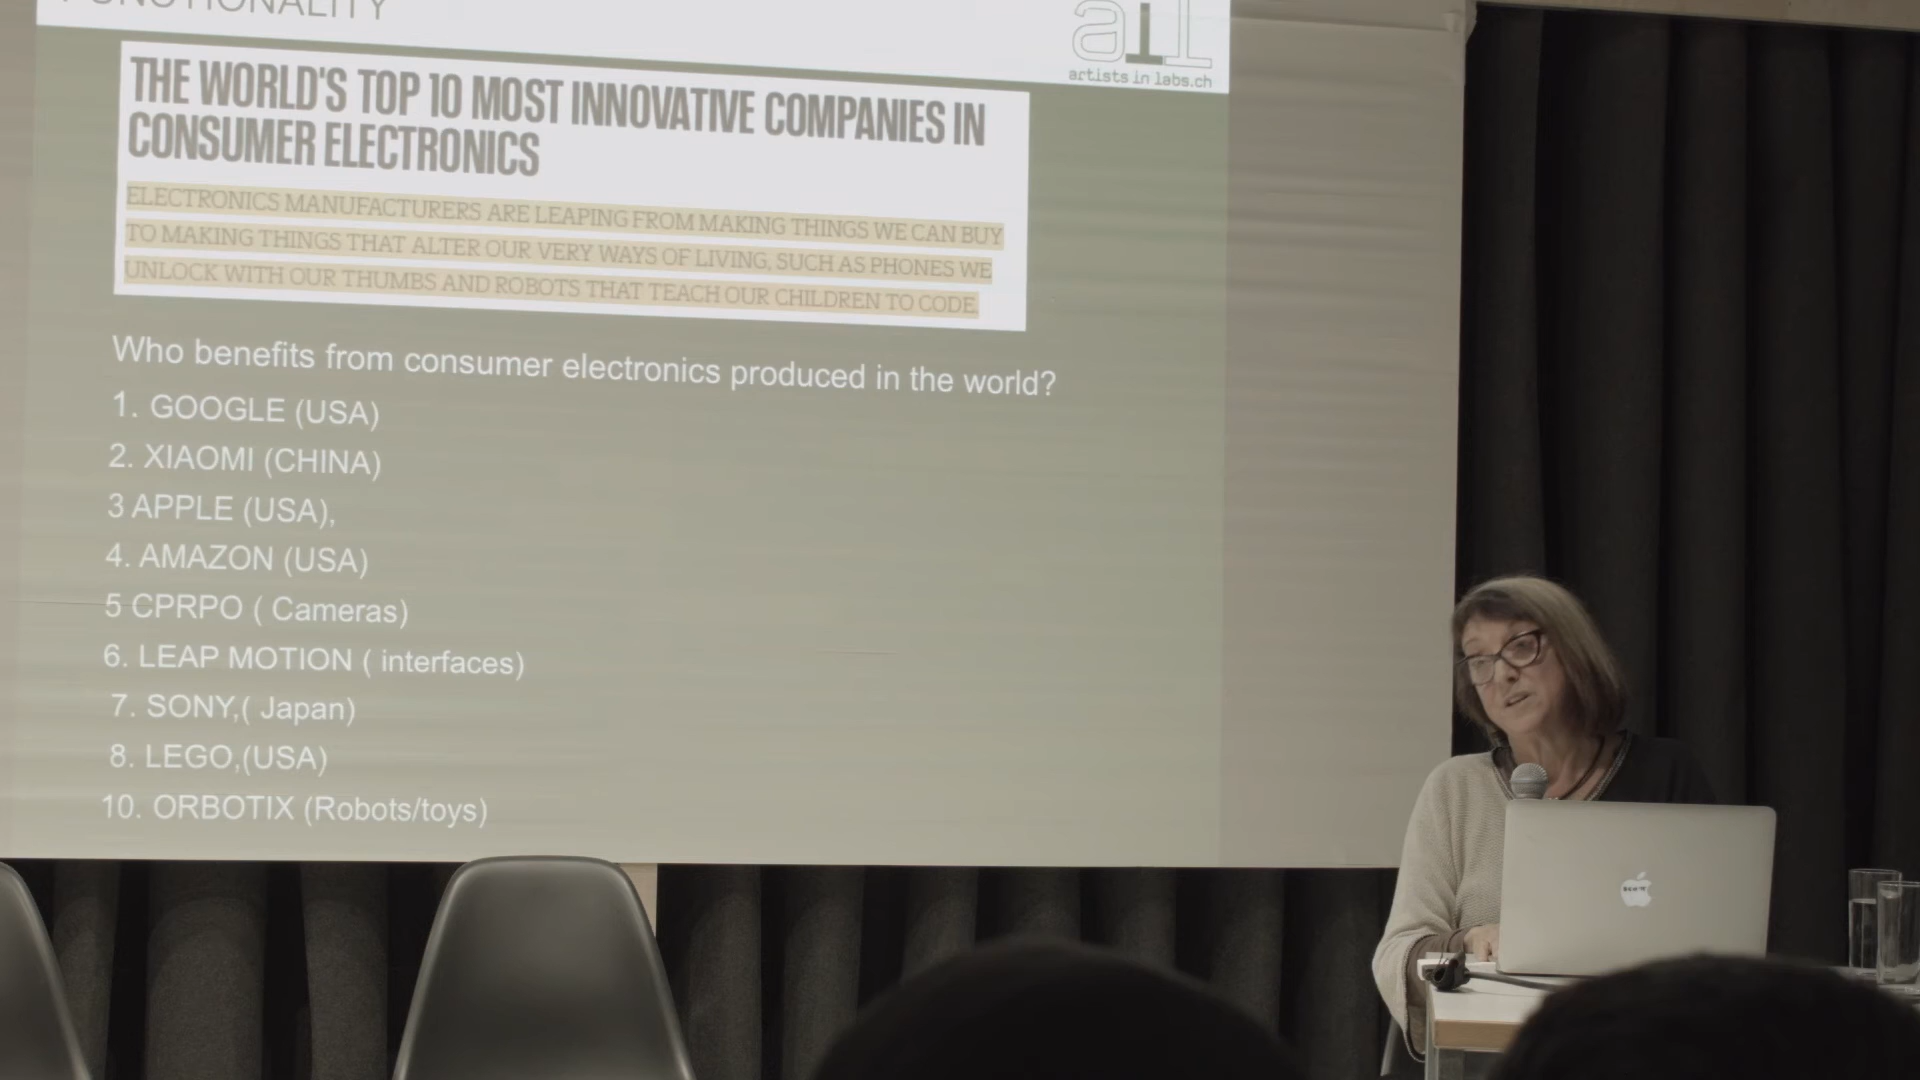 FUNCTIONALITY
ail
artists in labs.ch
THE WORLD'S TOP 10 MOST INNOVATIVE COMPANIES IN
CONSUMER ELECTRONICS
ELECTRONICS MANUFACTURERS ARE LEAPING FROM MAKING THINGS WE CAN BUY
TO MAKING THINGS THAT ALTER OUR VERY WAYS OF LIVING, SUCH AS PHONES WE
UNLOCK WITH OUR THUMBS AND ROBOTS THAT TEACH OUR CHILDREN TO CODE.
Who benefits from consumer electronics produced in the world?
1. GOOGLE (USA)
2. XIAOMI (CHINA)
3 APPLE (USA),
4. AMAZON (USA)
5 CPRPO ( Cameras)
6. LEAP MOTION ( interfaces)
7. SONY,( Japan)
8. LEGO,(USA)
10. ORBOTIX (Robots/toys)